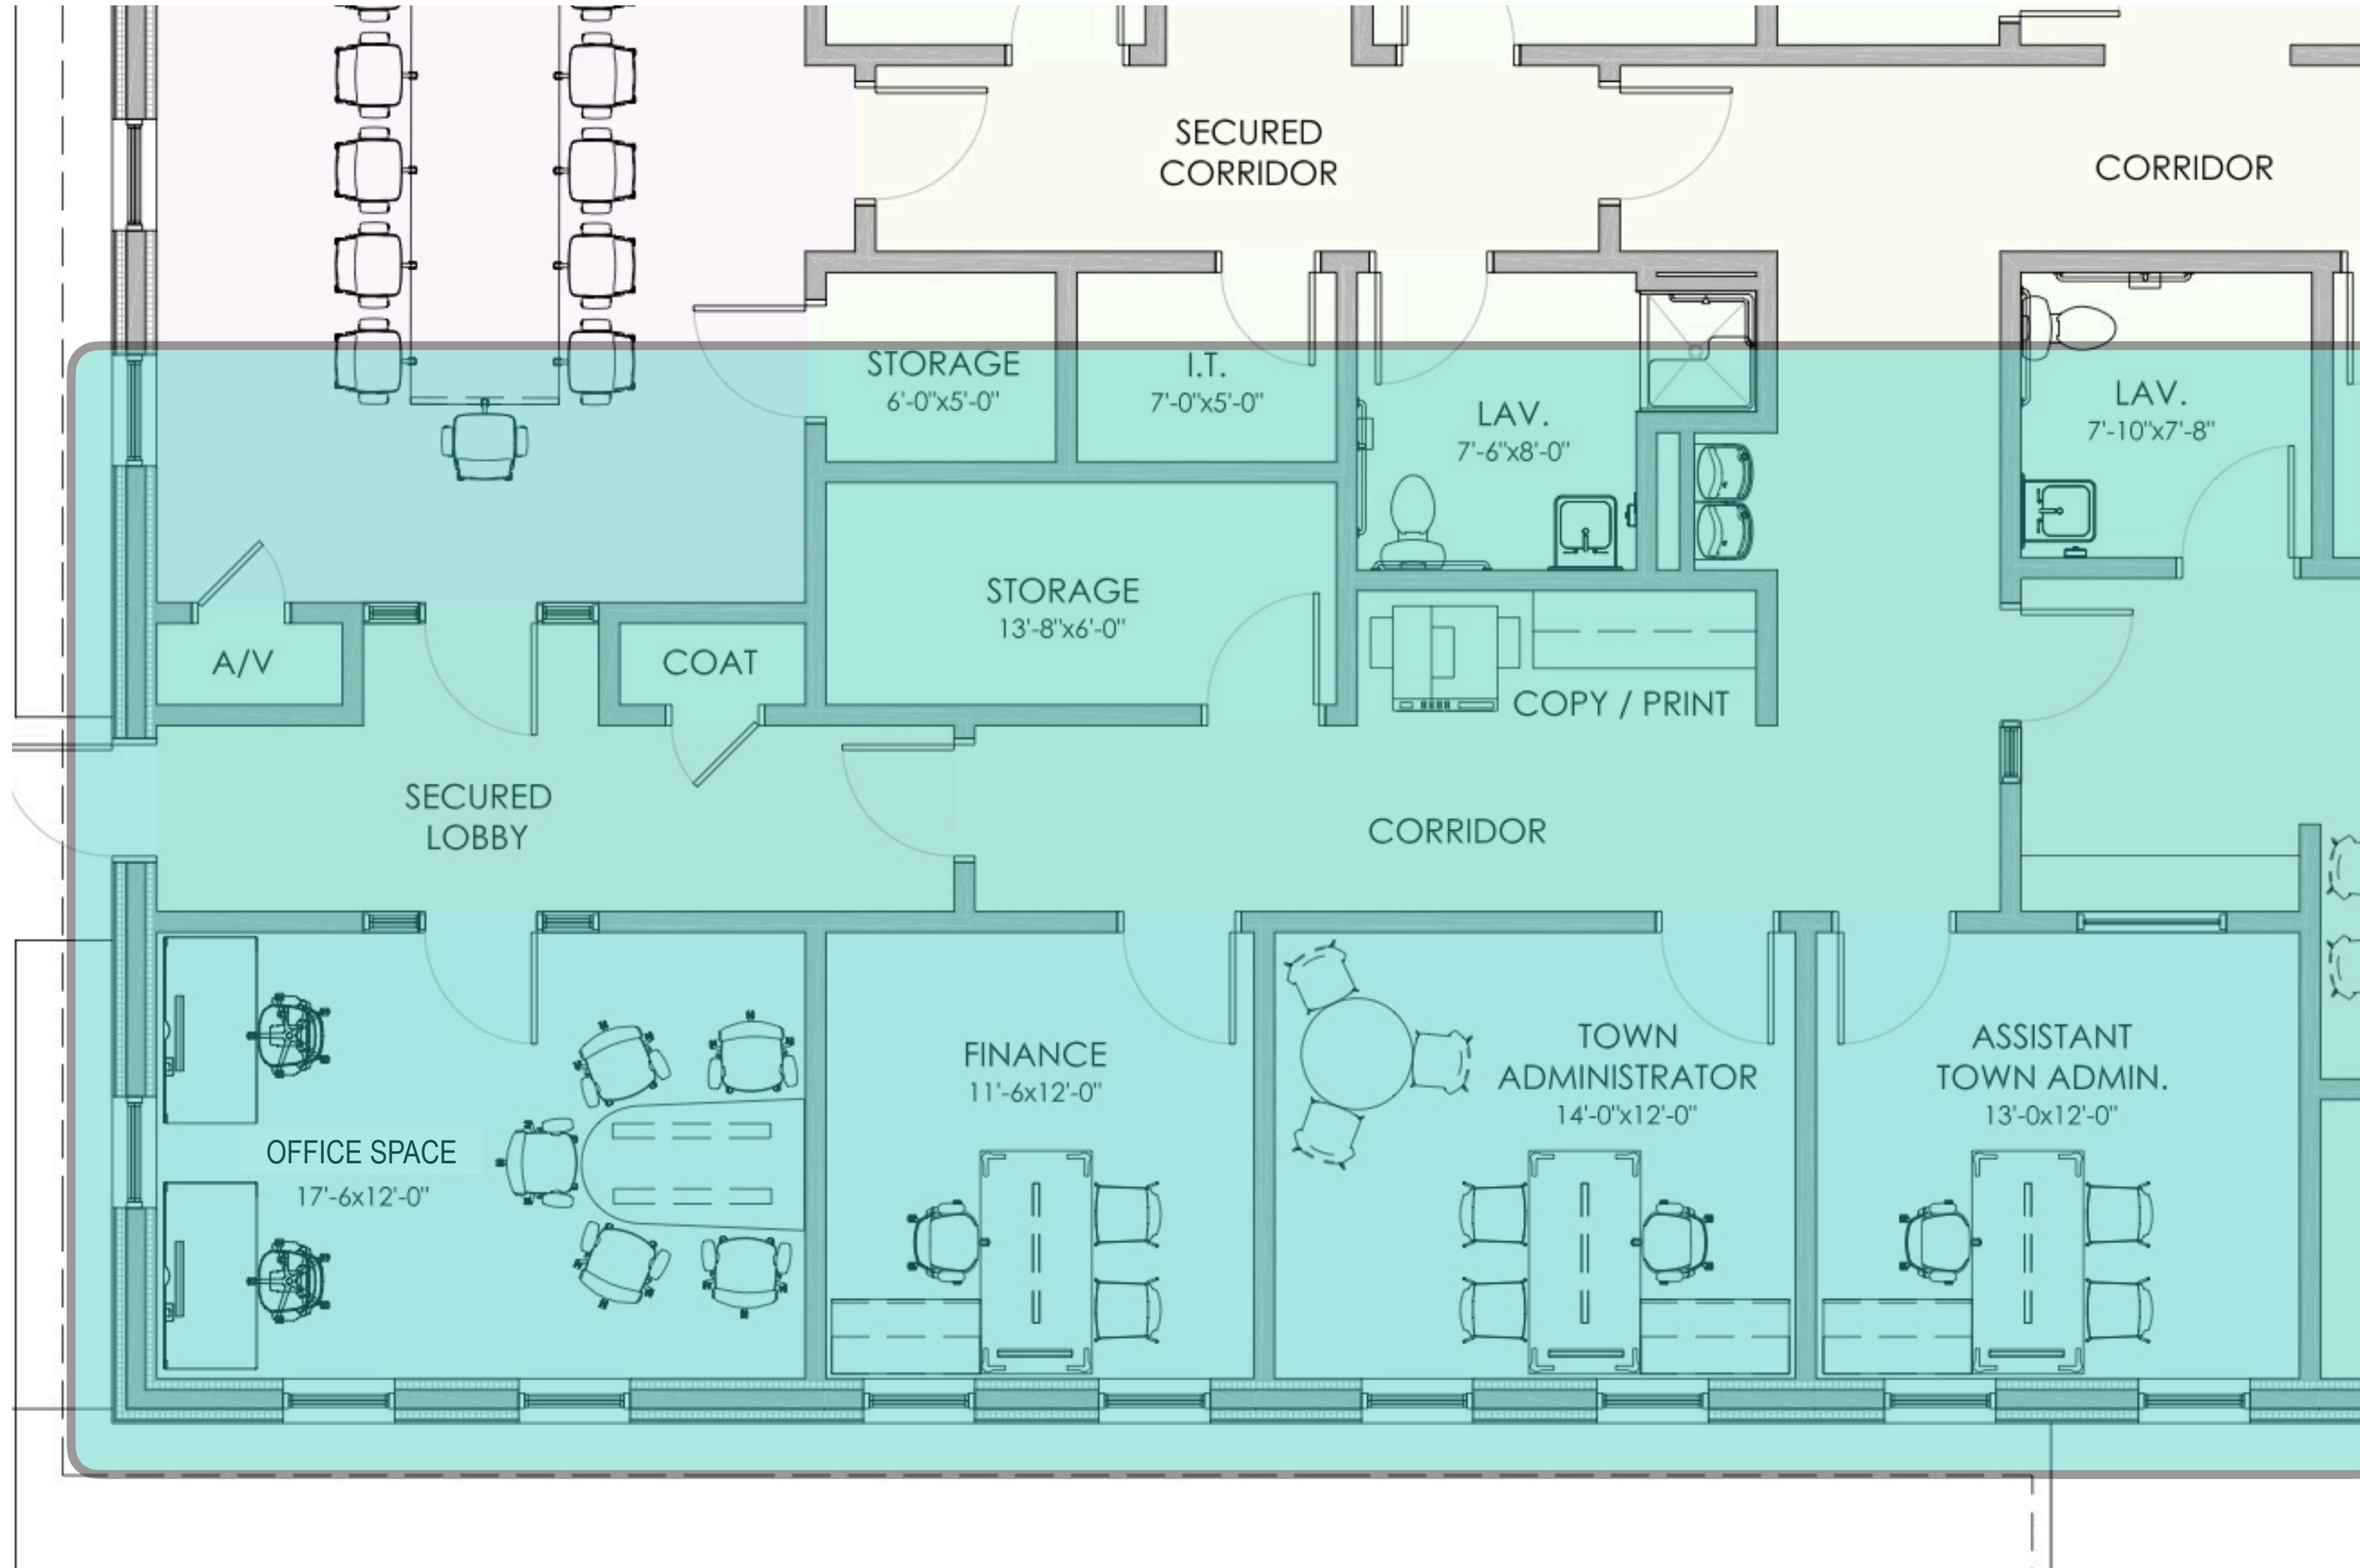 SECURED
CORRIDOR
CORRIDOR
STORAGE
6'-0"x5'-0"
I.T.
7'-0"x5'-0"
LAV.
7'-6"x8'-0"
LAV.
7'-10"x7'-8"
STORAGE
13'-8"x6'-0"
A/V
COAT
COPY / PRINT
SECURED
LOBBY
CORRIDOR
OFFICE SPACE
17'-6x12'-0"
FINANCE
11'-6x12'-0"
TOWN
ADMINISTRATOR
14'-0"x12'-0"
ASSISTANT
TOWN ADMIN.
13'-0x12'-0"